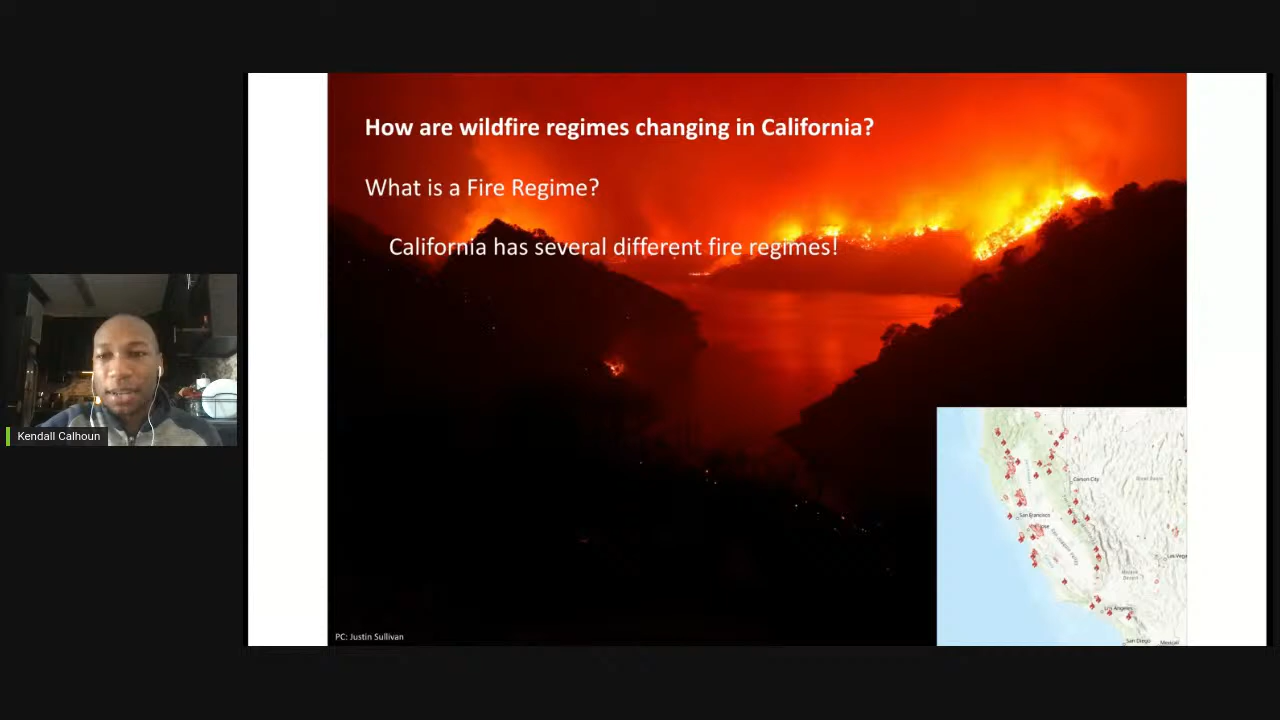 How are wildfire regimes changing in California?
What is a Fire Regime?
California has several different fire regimes!
Kendall Calhoun
Carson City
San Francisco
Las Vegas
Los Angeles
PC: Justin Sullivan
San Diego
Mexicali